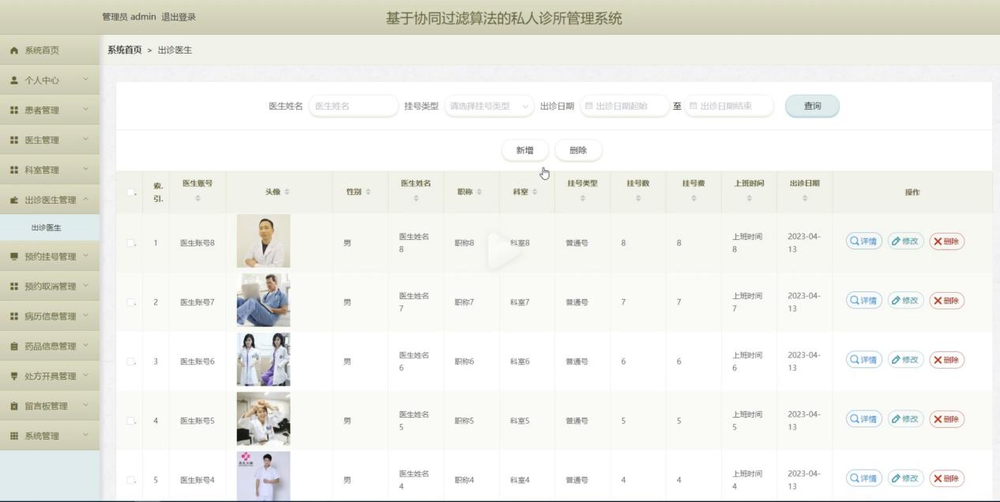 管理员 admin 退出登录
基于协同过滤算法的私人诊所管理系统
系统首页
个人中心
患者管理
医生管理
科室管理
出诊医生管理
出诊医生
预约挂号管理
预约取消管理
病历信息管理
药品信息管理
处方开具管理
留言板管理
系统管理
系统首页 > 出诊医生
医生姓名 医生姓名 挂号类型 请选择挂号类型 出诊日期 出诊日期起始 至 出诊日期结束 查询
新增 删除
索. 医生账号 头像 性别 医生姓名 职称 科室 挂号类型 挂号数 挂号费 上班时间 出诊日期 操作
引.
1 医生账号8 男 医生姓名 职称8 科室8 普通号 8 8 上班时间 2023-04- 详情 修改 删除
8 8 13
2 医生账号7 男 医生姓名 职称7 科室7 普通号 7 7 上班时间 2023-04- 详情 修改 删除
7 7 13
3 医生账号6 男 医生姓名 职称6 科室6 普通号 6 6 上班时间 2023-04- 详情 修改 删除
6 6 13
4 医生账号5 男 医生姓名 职称5 科室5 普通号 5 5 上班时间 2023-04- 详情 修改 删除
5 5 13
5 医生账号4 男 医生姓名 职称4 科室4 普通号 4 4 上班时间 2023-04- 详情 修改 删除
4 4 13